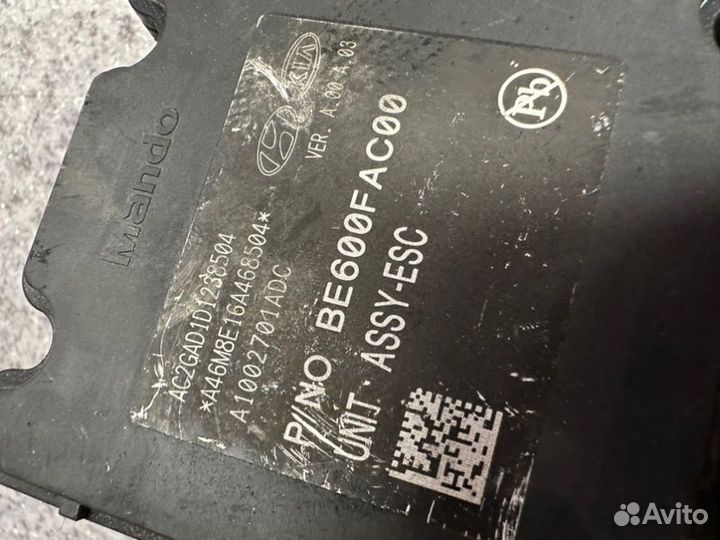 Mando
KIA
VER. A.00.A.03
Pb
AC2GAD1D1238504
*A46M8E16A468504*
A1002701ADC
P/NO BE600FAC00
UNIT·ASSY-ESC
Avito